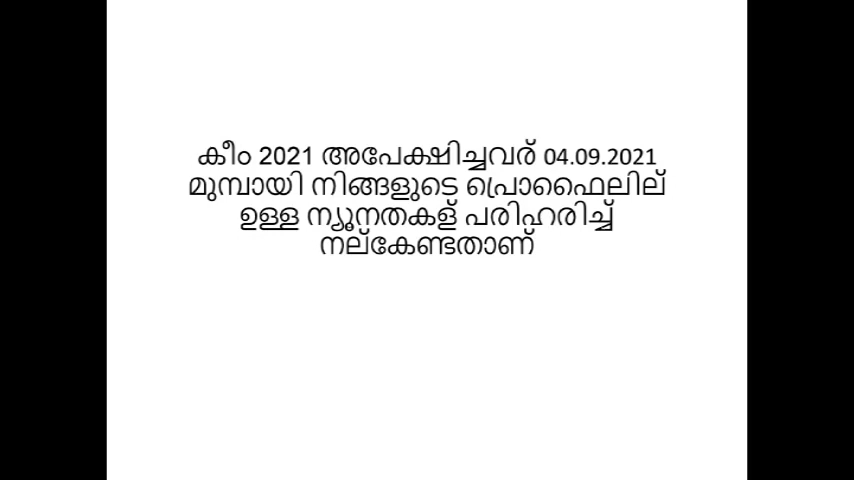 കീം 2021 അപേക്ഷിച്ചവര് 04.09.2021
മുമ്പായി നിങ്ങളുടെ പ്രൊഫൈലില്
ഉള്ള ന്യൂനതകള് പരിഹരിച്ച്
നല്കേണ്ടതാണ്